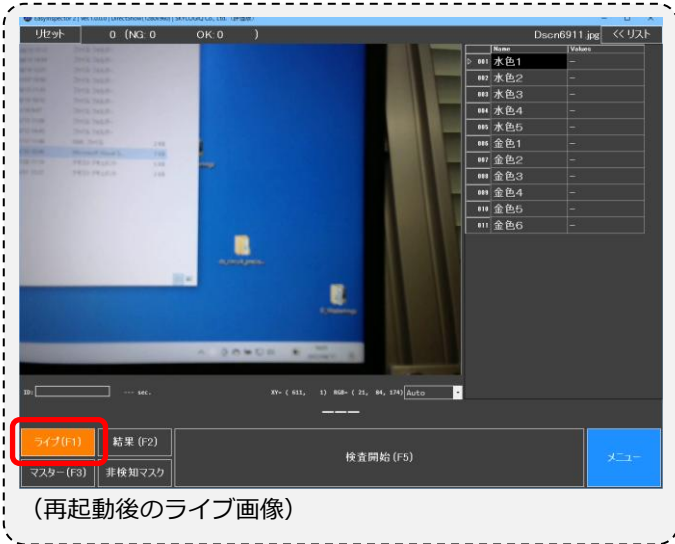 リセット 0 (NG: 0 OK: 0 ) Dscn6911.jpg <<リスト
Name Values
001 水色1 -
002 水色2 -
003 水色3 -
004 水色4 -
005 水色5 -
006 金色1 -
007 金色2 -
008 金色3 -
009 金色4 -
010 金色5 -
011 金色6 -
ID: --- sec. XY= ( 611, 1) RGB= ( 21, 84, 174) Auto
ーーー
ライブ(F1) 結果 (F2) 検査開始 (F5) メニュー
マスター(F3) 非検知マスク
（再起動後のライブ画像）